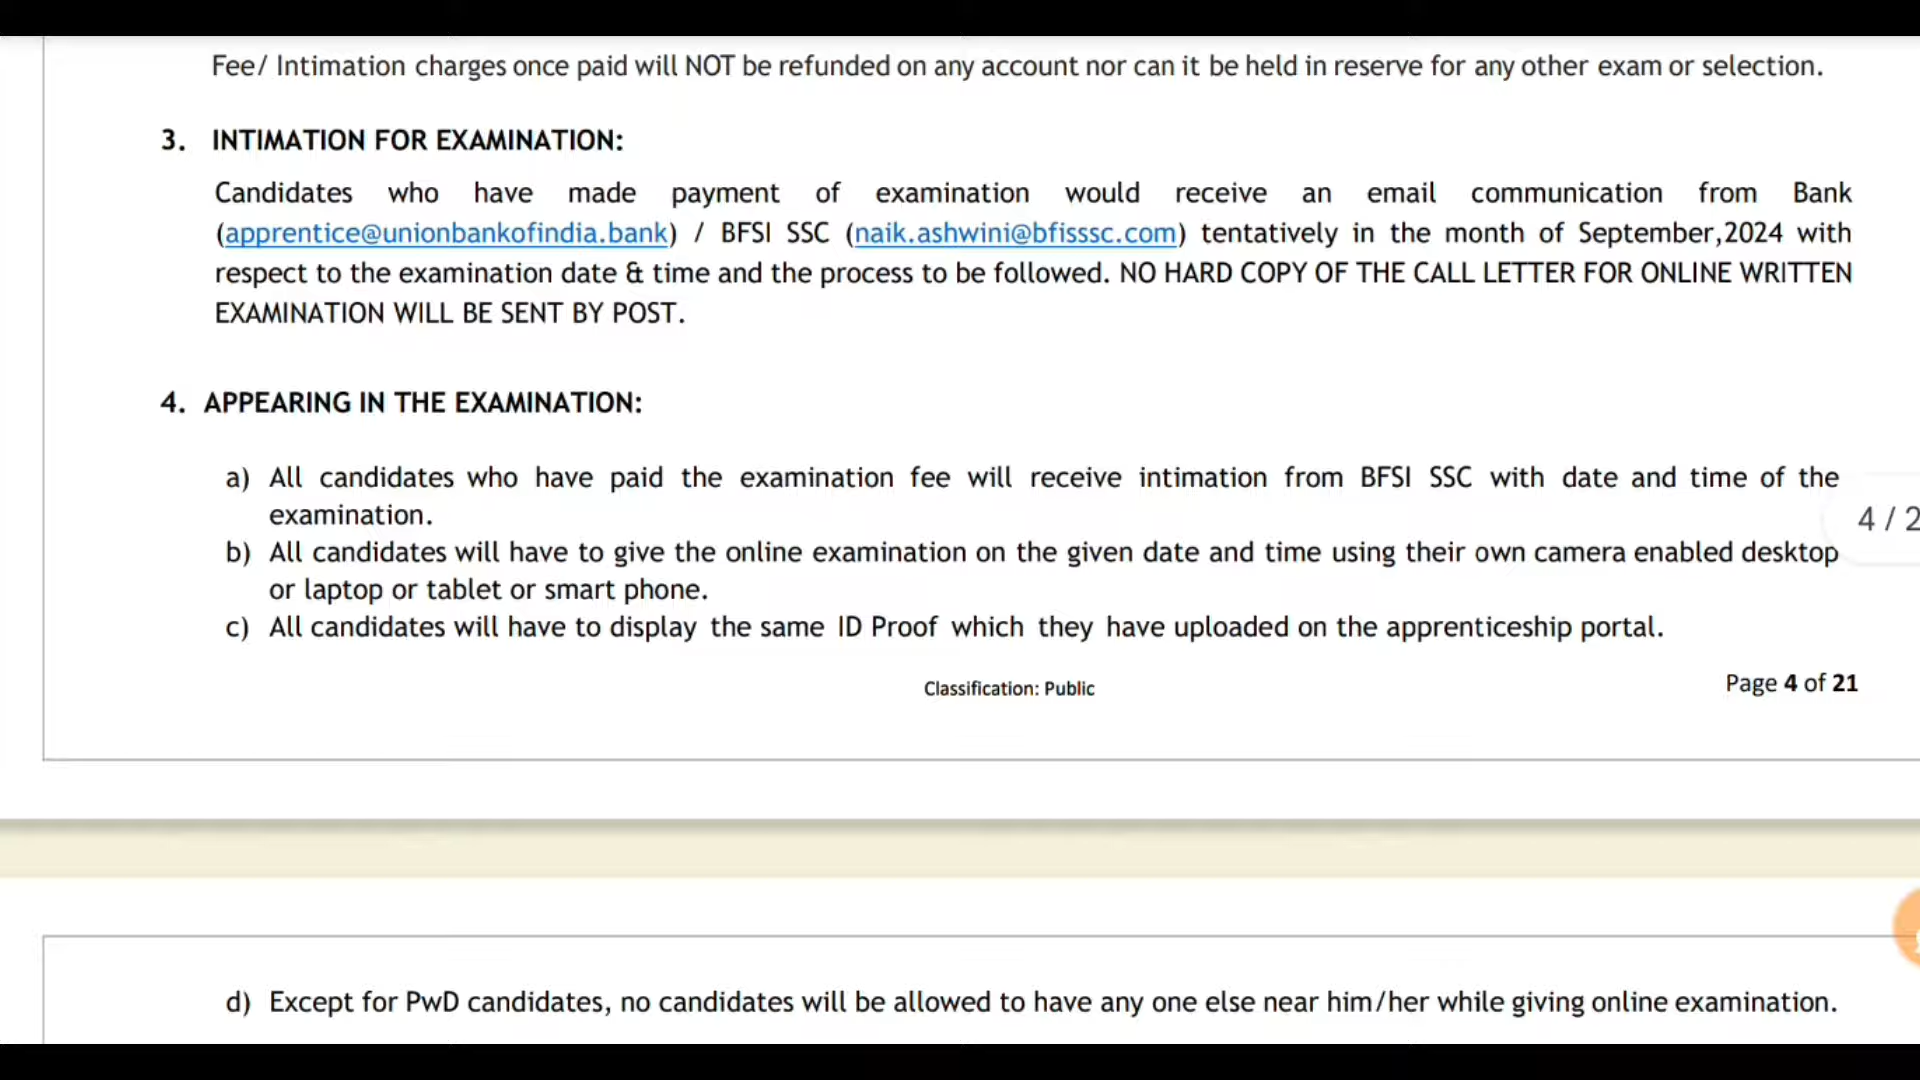 Fee/ Intimation charges once paid will NOT be refunded on any account nor can it be held in reserve for any other exam or selection.
3. INTIMATION FOR EXAMINATION:
Candidates who have made payment of examination would receive an email communication from Bank
(apprentice@unionbankofindia.bank) / BFSI SSC (naik.ashwini@bfisssc.com) tentatively in the month of September,2024 with
respect to the examination date & time and the process to be followed. NO HARD COPY OF THE CALL LETTER FOR ONLINE WRITTEN
EXAMINATION WILL BE SENT BY POST.
4. APPEARING IN THE EXAMINATION:
a) All candidates who have paid the examination fee will receive intimation from BFSI SSC with date and time of the
examination.
4 / 2
b) All candidates will have to give the online examination on the given date and time using their own camera enabled desktop
or laptop or tablet or smart phone.
c) All candidates will have to display the same ID Proof which they have uploaded on the apprenticeship portal.
Classification: Public
Page 4 of 21
d) Except for PwD candidates, no candidates will be allowed to have any one else near him/her while giving online examination.